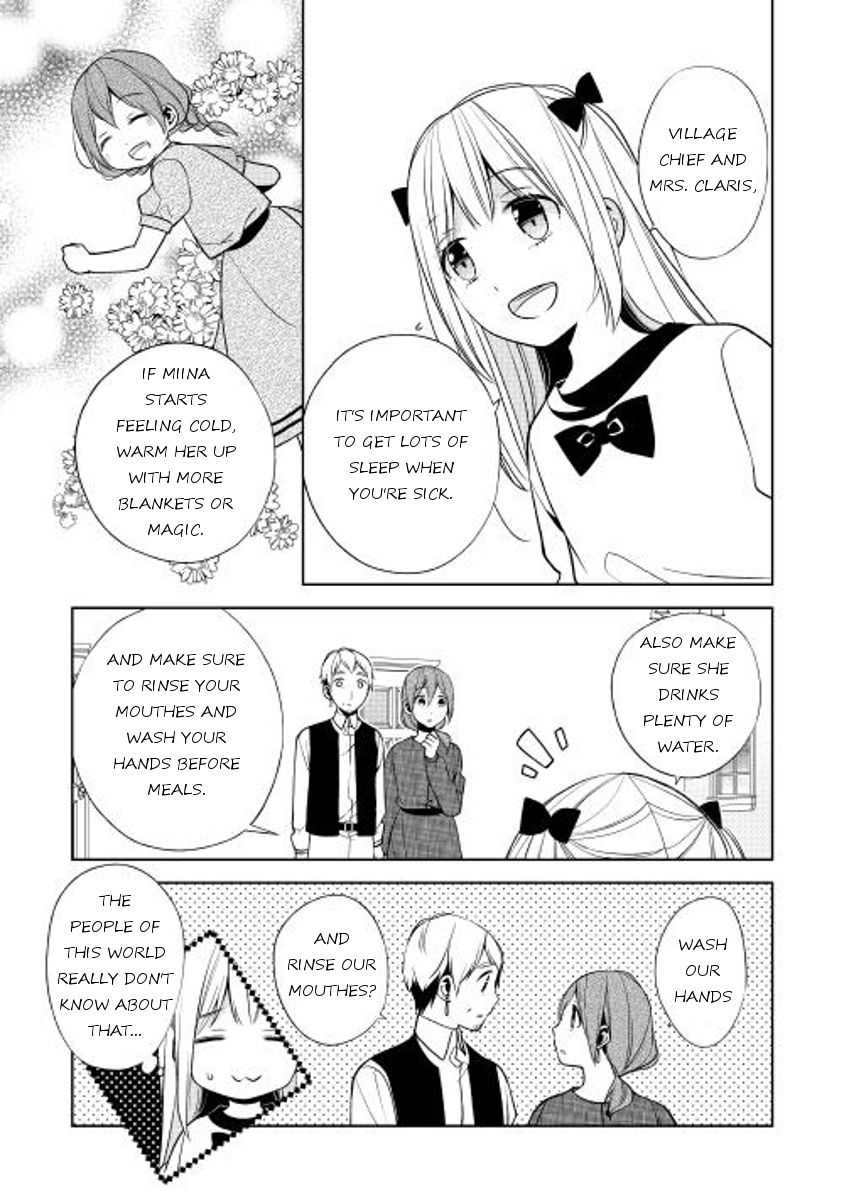 VILLAGE
CHIEF AND
MRS. CLARIS,
IT'S IMPORTANT
TO GET LOTS OF
SLEEP WHEN
YOU'RE SICK.
IF MIINA
STARTS
FEELING COLD,
WARM HER UP
WITH MORE
BLANKETS OR
MAGIC.
ALSO MAKE
SURE SHE
DRINKS
PLENTY OF
WATER.
AND MAKE SURE
TO RINSE YOUR
MOUTHES AND
WASH YOUR
HANDS BEFORE
MEALS.
WASH
OUR
HANDS
AND
RINSE OUR
MOUTHES?
THE
PEOPLE OF
THIS WORLD
REALLY DON'T
KNOW ABOUT
THAT...